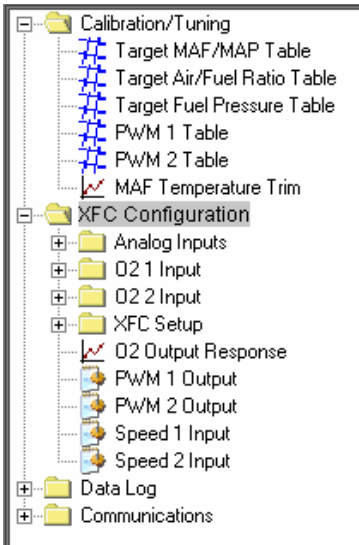 Calibration/Tuning
Target MAF/MAP Table
Target Air/Fuel Ratio Table
Target Fuel Pressure Table
PWM 1 Table
PWM 2 Table
MAF Temperature Trim
XFC Configuration
Analog Inputs
O2 1 Input
O2 2 Input
XFC Setup
O2 Output Response
PWM 1 Output
PWM 2 Output
Speed 1 Input
Speed 2 Input
Data Log
Communications